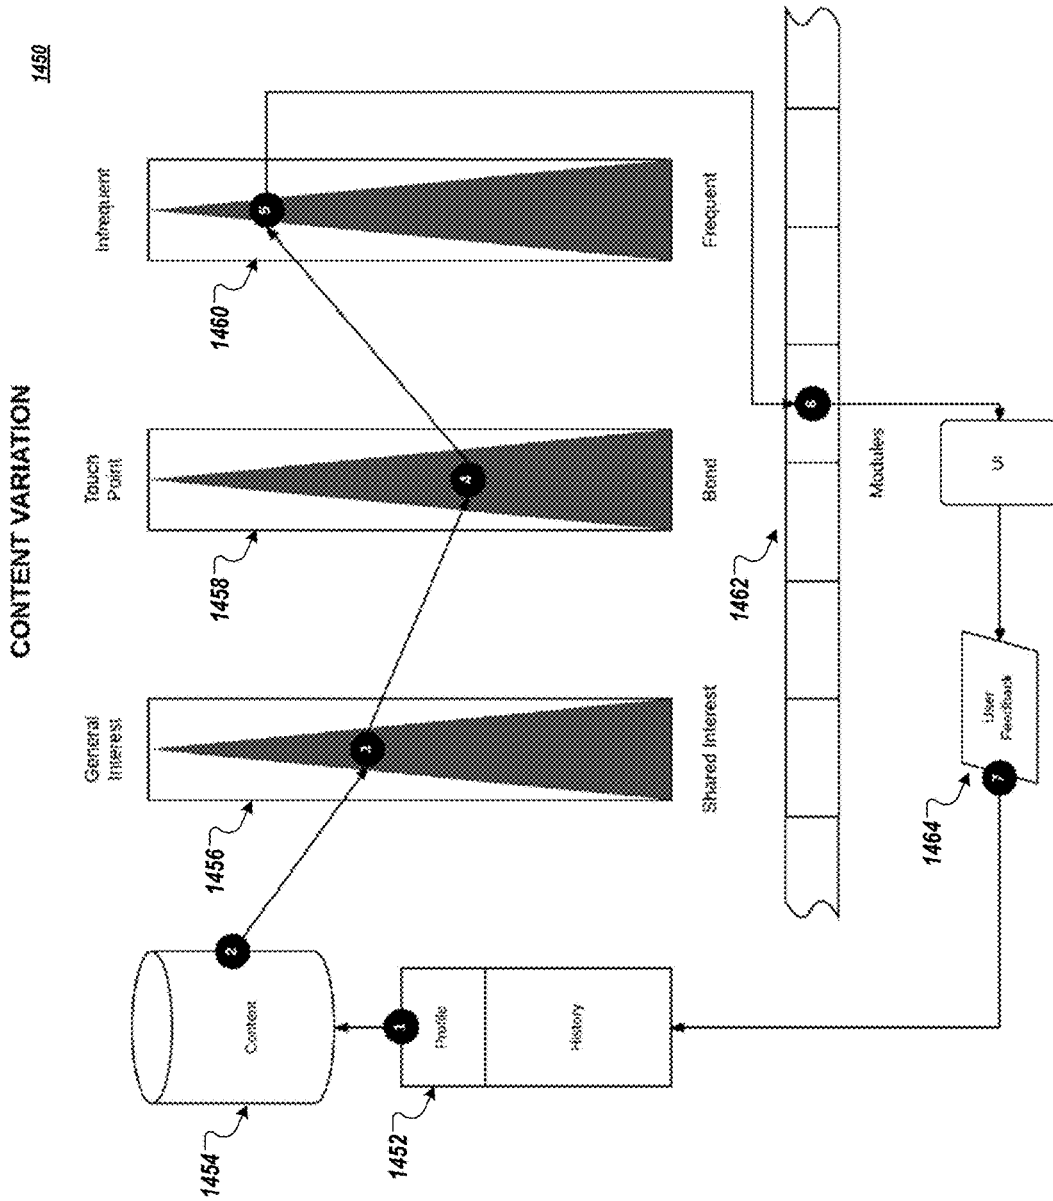 CONTENT VARIATION
1450
1454
Context
2
1452
1
Profile
History
General
Interest
1456
3
Shared Interest
Touch
Point
1458
4
Bond
Infrequent
1460
5
Frequent
1462
6
Modules
UI
User
Feedback
1464
7